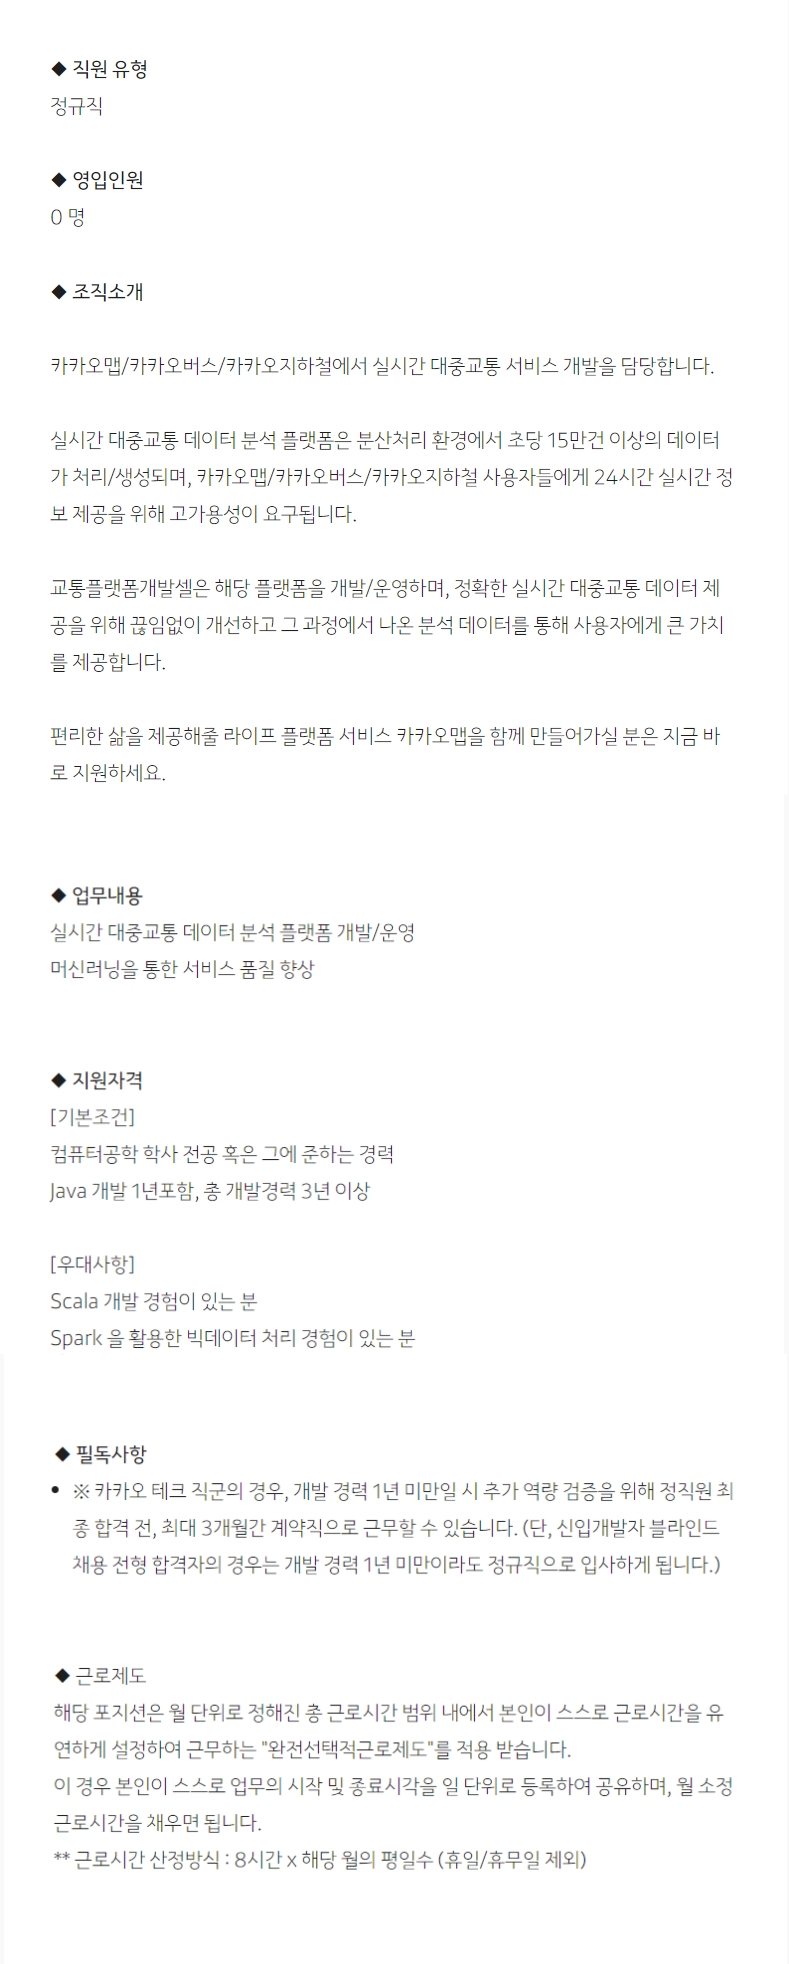 ◆ 직원 유형
정규직
◆ 영입인원
0 명
◆ 조직소개
카카오맵/카카오버스/카카오지하철에서 실시간 대중교통 서비스 개발을 담당합니다.
실시간 대중교통 데이터 분석 플랫폼은 분산처리 환경에서 초당 15만건 이상의 데이터
가 처리/생성되며, 카카오맵/카카오버스/카카오지하철 사용자들에게 24시간 실시간 정
보 제공을 위해 고가용성이 요구됩니다.
교통플랫폼개발셀은 해당 플랫폼을 개발/운영하며, 정확한 실시간 대중교통 데이터 제
공을 위해 끊임없이 개선하고 그 과정에서 나온 분석 데이터를 통해 사용자에게 큰 가치
를 제공합니다.
편리한 삶을 제공해줄 라이프 플랫폼 서비스 카카오맵을 함께 만들어가실 분은 지금 바
로 지원하세요.
◆ 업무내용
실시간 대중교통 데이터 분석 플랫폼 개발/운영
머신러닝을 통한 서비스 품질 향상
◆ 지원자격
[기본조건]
컴퓨터공학 학사 전공 혹은 그에 준하는 경력
Java 개발 1년포함, 총 개발경력 3년 이상
[우대사항]
Scala 개발 경험이 있는 분
Spark 을 활용한 빅데이터 처리 경험이 있는 분
◆ 필독사항
• ※ 카카오 테크 직군의 경우, 개발 경력 1년 미만일 시 추가 역량 검증을 위해 정직원 최
종 합격 전, 최대 3개월간 계약직으로 근무할 수 있습니다. (단, 신입개발자 블라인드
채용 전형 합격자의 경우는 개발 경력 1년 미만이라도 정규직으로 입사하게 됩니다.)
◆ 근로제도
해당 포지션은 월 단위로 정해진 총 근로시간 범위 내에서 본인이 스스로 근로시간을 유
연하게 설정하여 근무하는 "완전선택적근로제도"를 적용 받습니다.
이 경우 본인이 스스로 업무의 시작 및 종료시각을 일 단위로 등록하여 공유하며, 월 소정
근로시간을 채우면 됩니다.
** 근로시간 산정방식 : 8시간 x 해당 월의 평일수 (휴일/휴무일 제외)